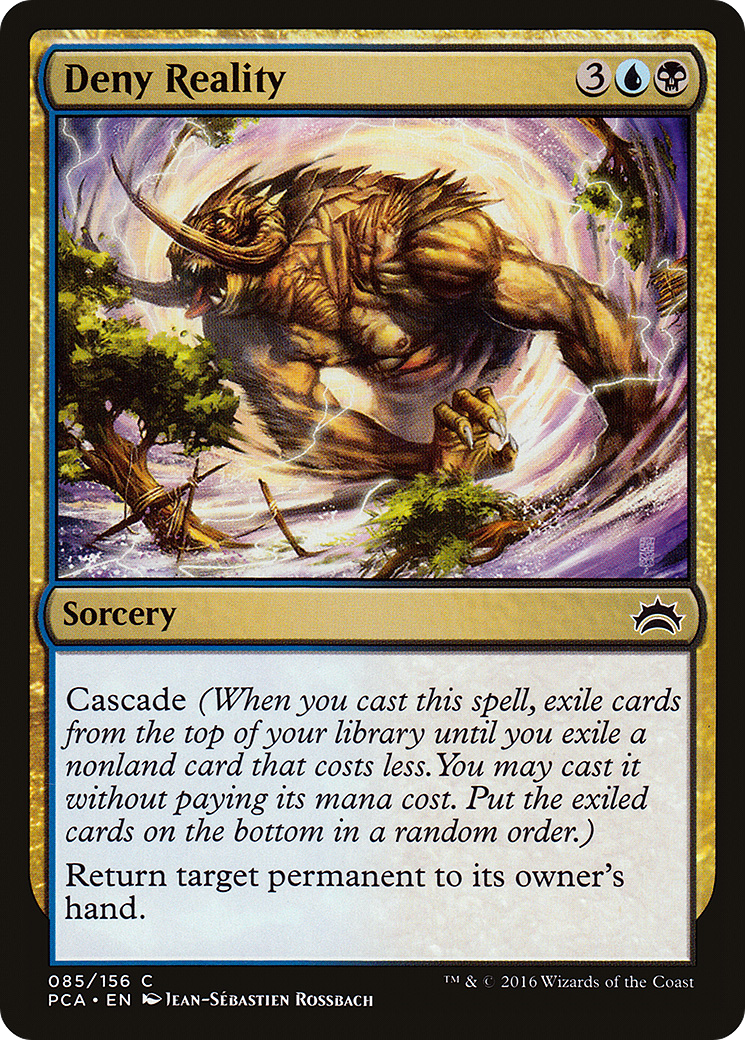 Deny Reality 3
Sorcery
Cascade (When you cast this spell, exile cards
from the top of your library until you exile a
nonland card that costs less. You may cast it
without paying its mana cost. Put the exiled
cards on the bottom in a random order.)
Return target permanent to its owner's
hand.
085/156 C
PCA • EN Jean-Sébastien Rossbach
™ & © 2016 Wizards of the Coast